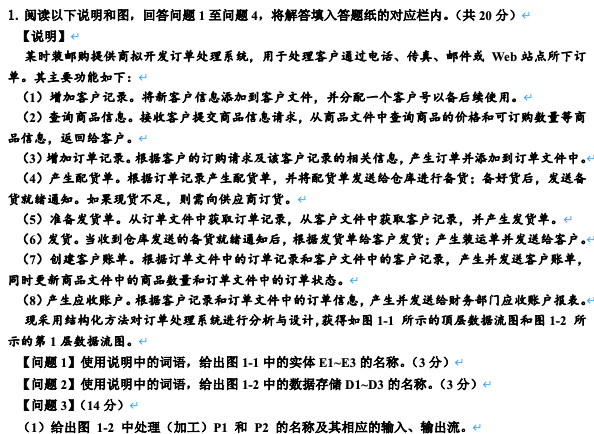 1. 阅读以下说明和图，回答问题 1 至问题 4，将解答填入答题纸的对应栏内。（共 20 分）
【说明】
某时装邮购提供商拟开发订单处理系统，用于处理客户通过电话、传真、邮件或 Web 站点所下订
单。其主要功能如下：
（1）增加客户记录。将新客户信息添加到客户文件，并分配一个客户号以备后续使用。
（2）查询商品信息。接收客户提交商品信息请求，从商品文件中查询商品的价格和可订购数量等商
品信息，返回给客户。
（3）增加订单记录。根据客户的订购请求及该客户记录的相关信息，产生订单并添加到订单文件中。
（4）产生配货单。根据订单记录产生配货单，并将配货单发送给仓库进行备货；备好货后，发送备
货就绪通知。如果现货不足，则需向供应商订货。
（5）准备发货单。从订单文件中获取订单记录，从客户文件中获取客户记录，并产生发货单。
（6）发货。当收到仓库发送的备货就绪通知后，根据发货单给客户发货；产生装运单并发送给客户。
（7）创建客户账单。根据订单文件中的订单记录和客户文件中的客户记录，产生并发送客户账单，
同时更新商品文件中的商品数量和订单文件中的订单状态。
（8）产生应收账户。根据客户记录和订单文件中的订单信息，产生并发送给财务部门应收账户报表。
现采用结构化方法对订单处理系统进行分析与设计，获得如图 1-1 所示的顶层数据流图和图 1-2 所
示的第 1 层数据流图。
【问题 1】使用说明中的词语，给出图 1-1 中的实体 E1~E3 的名称。（3 分）
【问题 2】使用说明中的词语，给出图 1-2 中的数据存储 D1~D3 的名称。（3 分）
【问题 3】（14 分）
（1）给出图 1-2 中处理（加工）P1 和 P2 的名称及其相应的输入、输出流。